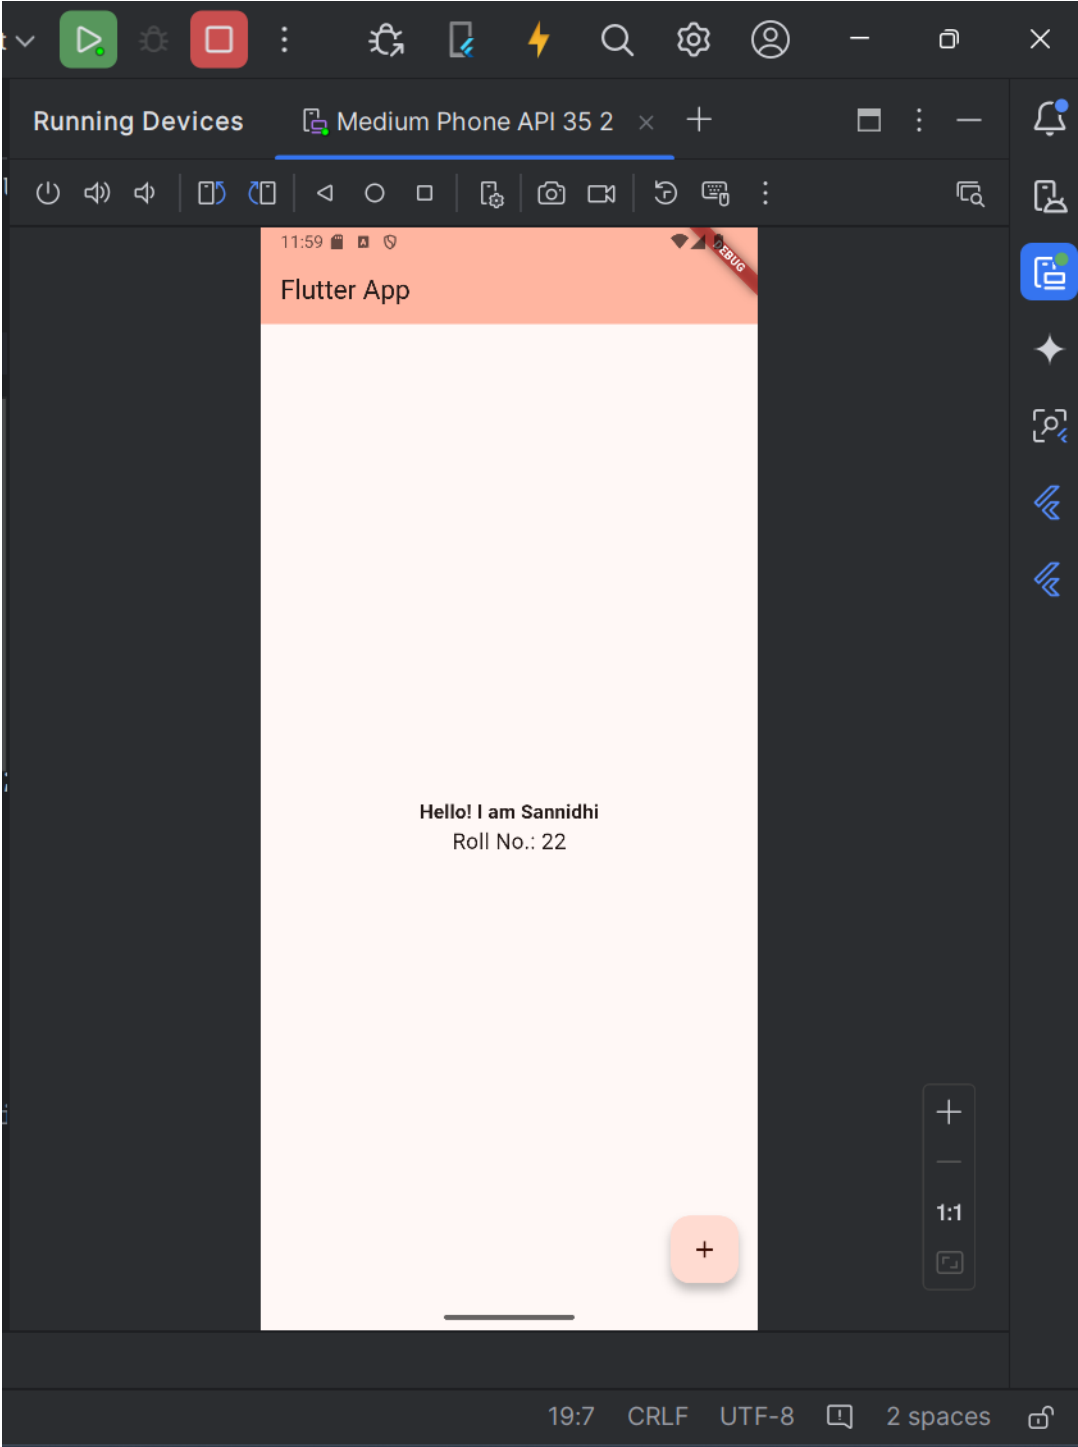 Running Devices
Medium Phone API 35 2
11:59
DEBUG
Flutter App
Hello! I am Sannidhi
Roll No.: 22
+
1:1
19:7 CRLF UTF-8 2 spaces